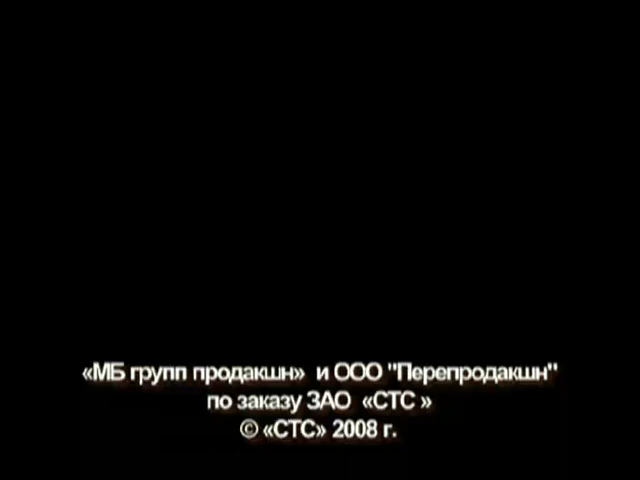 «МБ групп продакшн»  и ООО "Перепродакшн"
по заказу ЗАО  «СТС »
© «СТС» 2008 г.